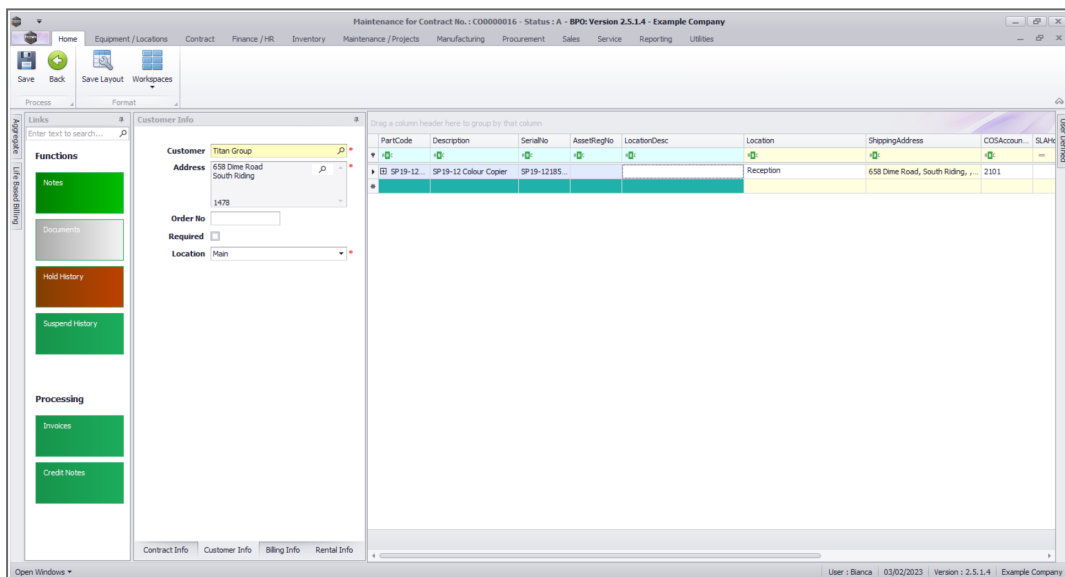 Maintenance for Contract No. : CO0000016 - Status : A - BPO: Version 2.5.1.4 - Example Company
Home Equipment / Locations Contract Finance / HR Inventory Maintenance / Projects Manufacturing Procurement Sales Service Reporting Utilities
Save Back Save Layout Workspaces
Process Format
Aggregate
Life Based Billing
Links
Enter text to search...
Functions
Notes
Documents
Hold History
Suspend History
Processing
Invoices
Credit Notes
Customer Info
Customer Titan Group *
Address 658 Dime Road *
South Riding
1478
Order No
Required
Location Main *
Contract Info Customer Info Billing Info Rental Info
Drag a column header here to group by that column
PartCode Description SerialNo AssetRegNo LocationDesc Location ShippingAddress COSAccoun... SLAHo
SP19-12... SP19-12 Colour Copier SP19-12185... Reception 658 Dime Road, South Riding, ,... 2101
User Defined
Open Windows
User : Bianca 03/02/2023 Version : 2.5.1.4 Example Company